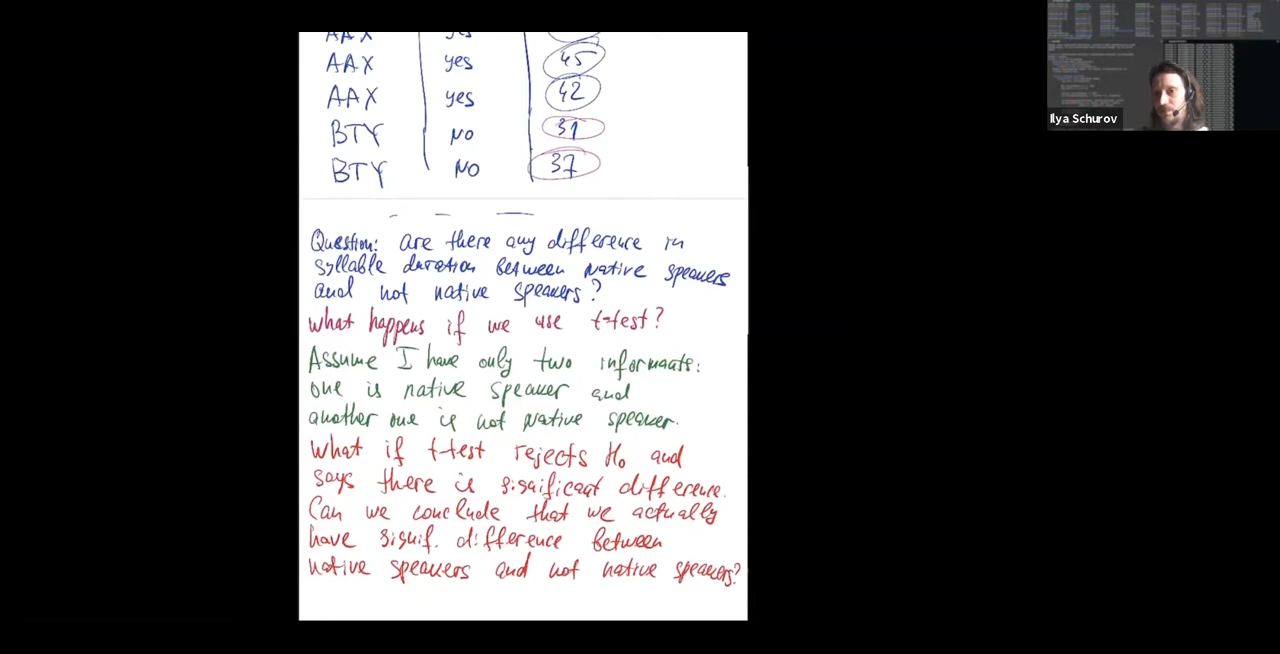 AAX yes
AAX yes 45
AAX yes 42
BTY NO 31
BTY NO 37
Question: are there any difference in
syllable duration between native speakers
and not native speakers?
What happens if we use t-test?
Assume I have only two informants:
one is native speaker and
another one is not native speaker.
What if t-test rejects H₀ and
says there is significant difference.
Can we conclude that we actually
have signif. difference between
native speakers and not native speakers?
Ilya Schurov